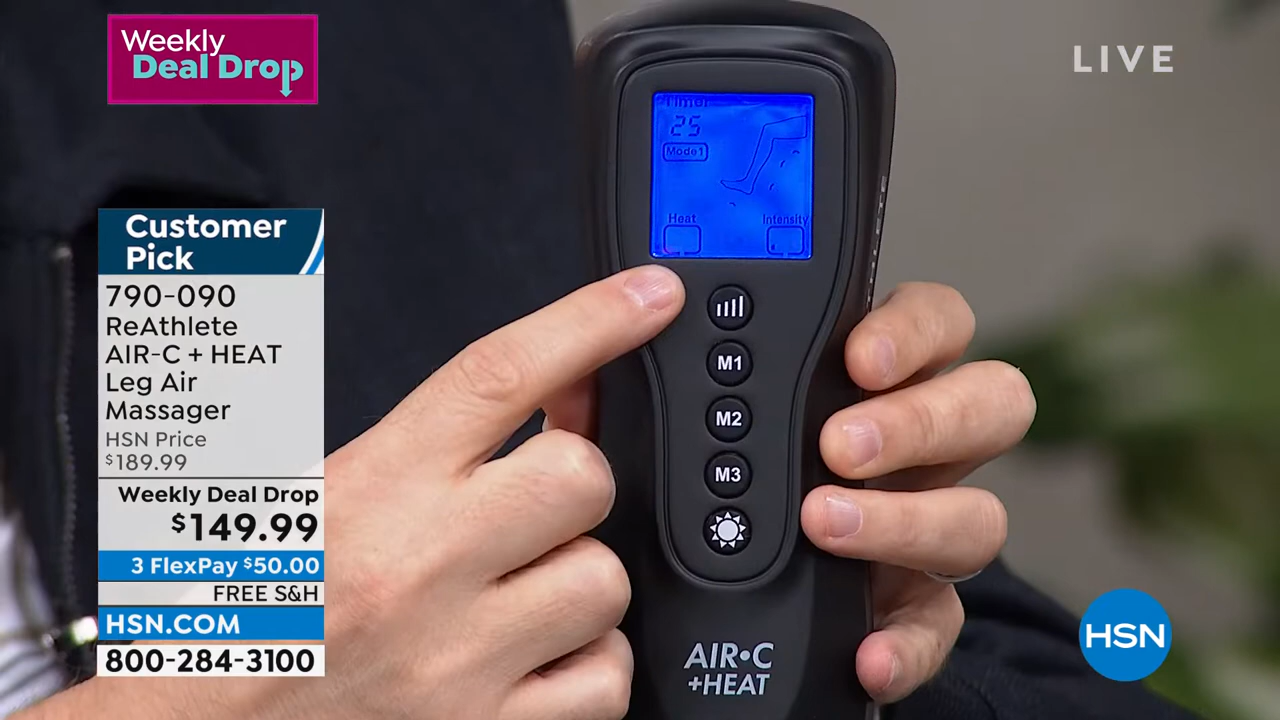 Weekly
Deal Drop
LIVE
Customer
Pick
790-090
ReAthlete
AIR-C + HEAT
Leg Air
Massager
HSN Price
$189.99
Weekly Deal Drop
$149.99
3 FlexPay $50.00
FREE S&H
HSN.COM
800-284-3100
Timer
25
Mode1
Heat
Intensity
M1
M2
M3
AIR•C
+HEAT
HSN